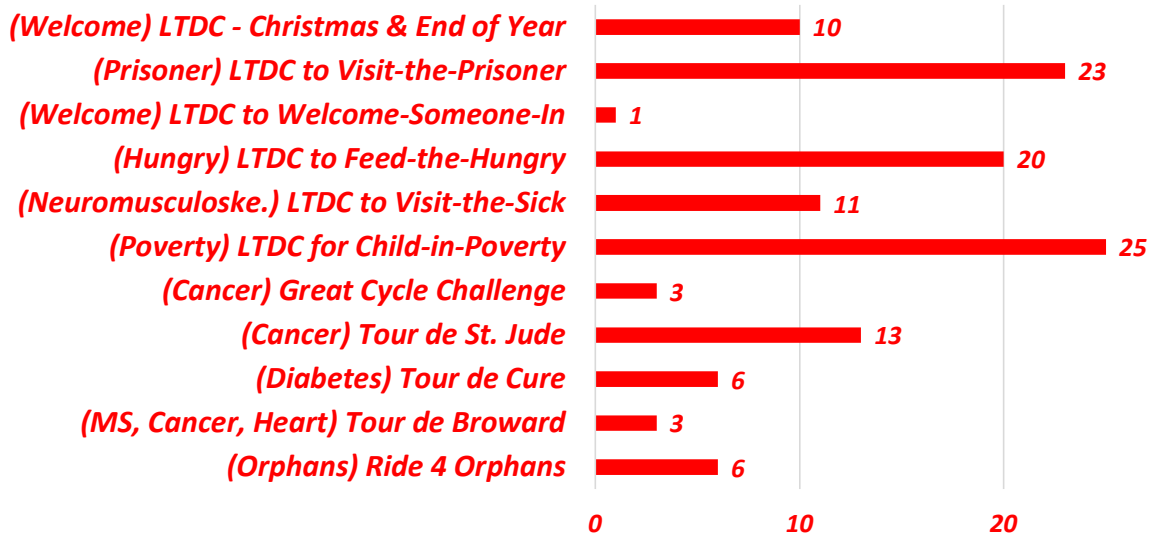 (Welcome) LTDC - Christmas & End of Year 10
(Prisoner) LTDC to Visit-the-Prisoner 23
(Welcome) LTDC to Welcome-Someone-In 1
(Hungry) LTDC to Feed-the-Hungry 20
(Neuromusculoske.) LTDC to Visit-the-Sick 11
(Poverty) LTDC for Child-in-Poverty 25
(Cancer) Great Cycle Challenge 3
(Cancer) Tour de St. Jude 13
(Diabetes) Tour de Cure 6
(MS, Cancer, Heart) Tour de Broward 3
(Orphans) Ride 4 Orphans 6
0 10 20